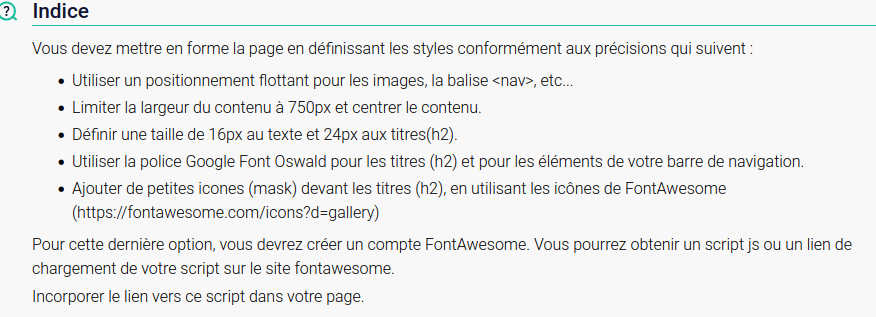 Indice
Vous devez mettre en forme la page en définissant les styles conformément aux précisions qui suivent :
• Utiliser un positionnement flottant pour les images, la balise <nav>, etc...
• Limiter la largeur du contenu à 750px et centrer le contenu.
• Définir une taille de 16px au texte et 24px aux titres(h2).
• Utiliser la police Google Font Oswald pour les titres (h2) et pour les éléments de votre barre de navigation.
• Ajouter de petites icones (mask) devant les titres (h2), en utilisant les icônes de FontAwesome
(https://fontawesome.com/icons?d=gallery)
Pour cette dernière option, vous devrez créer un compte FontAwesome. Vous pourrez obtenir un script js ou un lien de
chargement de votre script sur le site fontawesome.
Incorporer le lien vers ce script dans votre page.